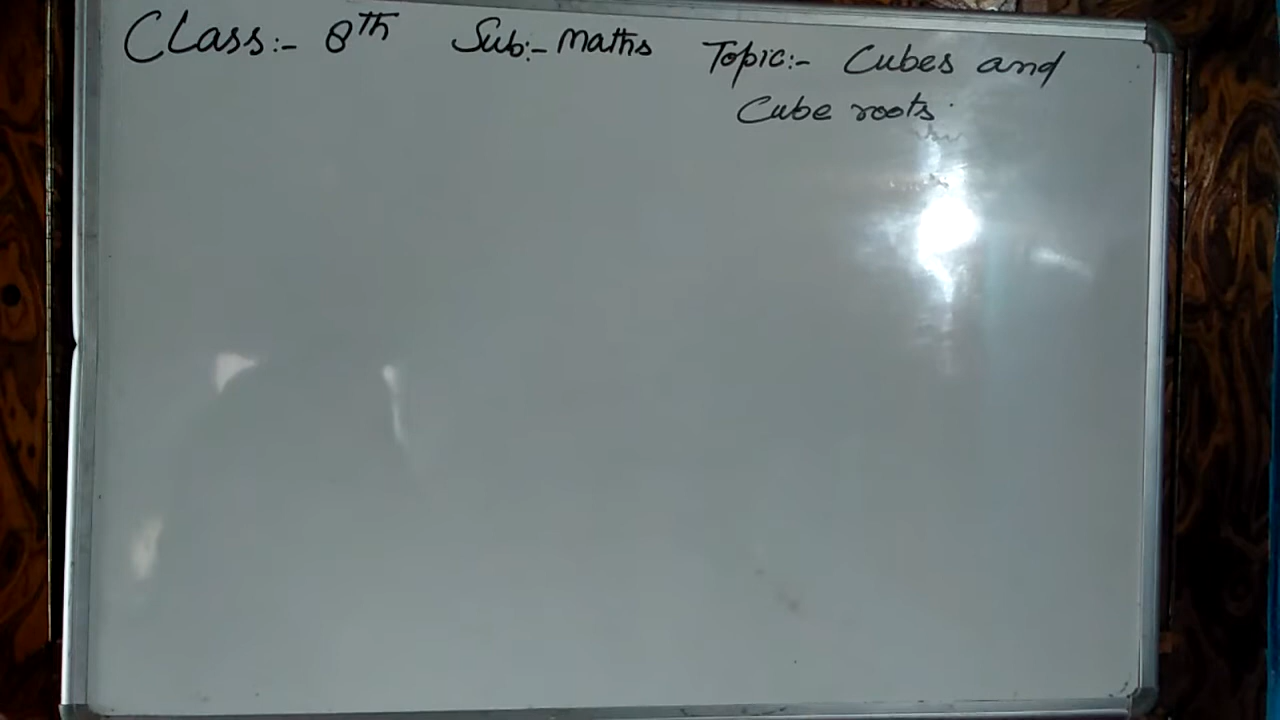 Class:- 8th Sub:- Maths Topic:- Cubes and
Cube roots.